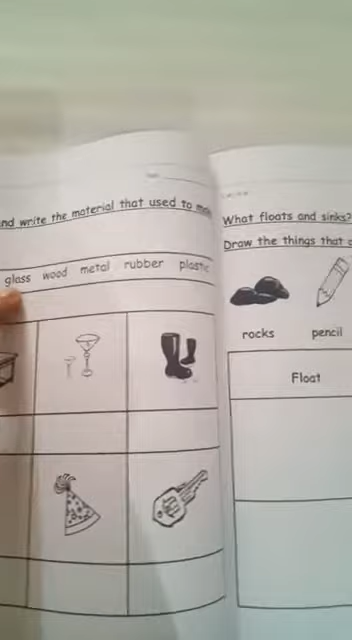 nd write the material that used to
glass wood metal rubber plastic
What floats and sinks?
Draw the things that
rocks pencil
Float